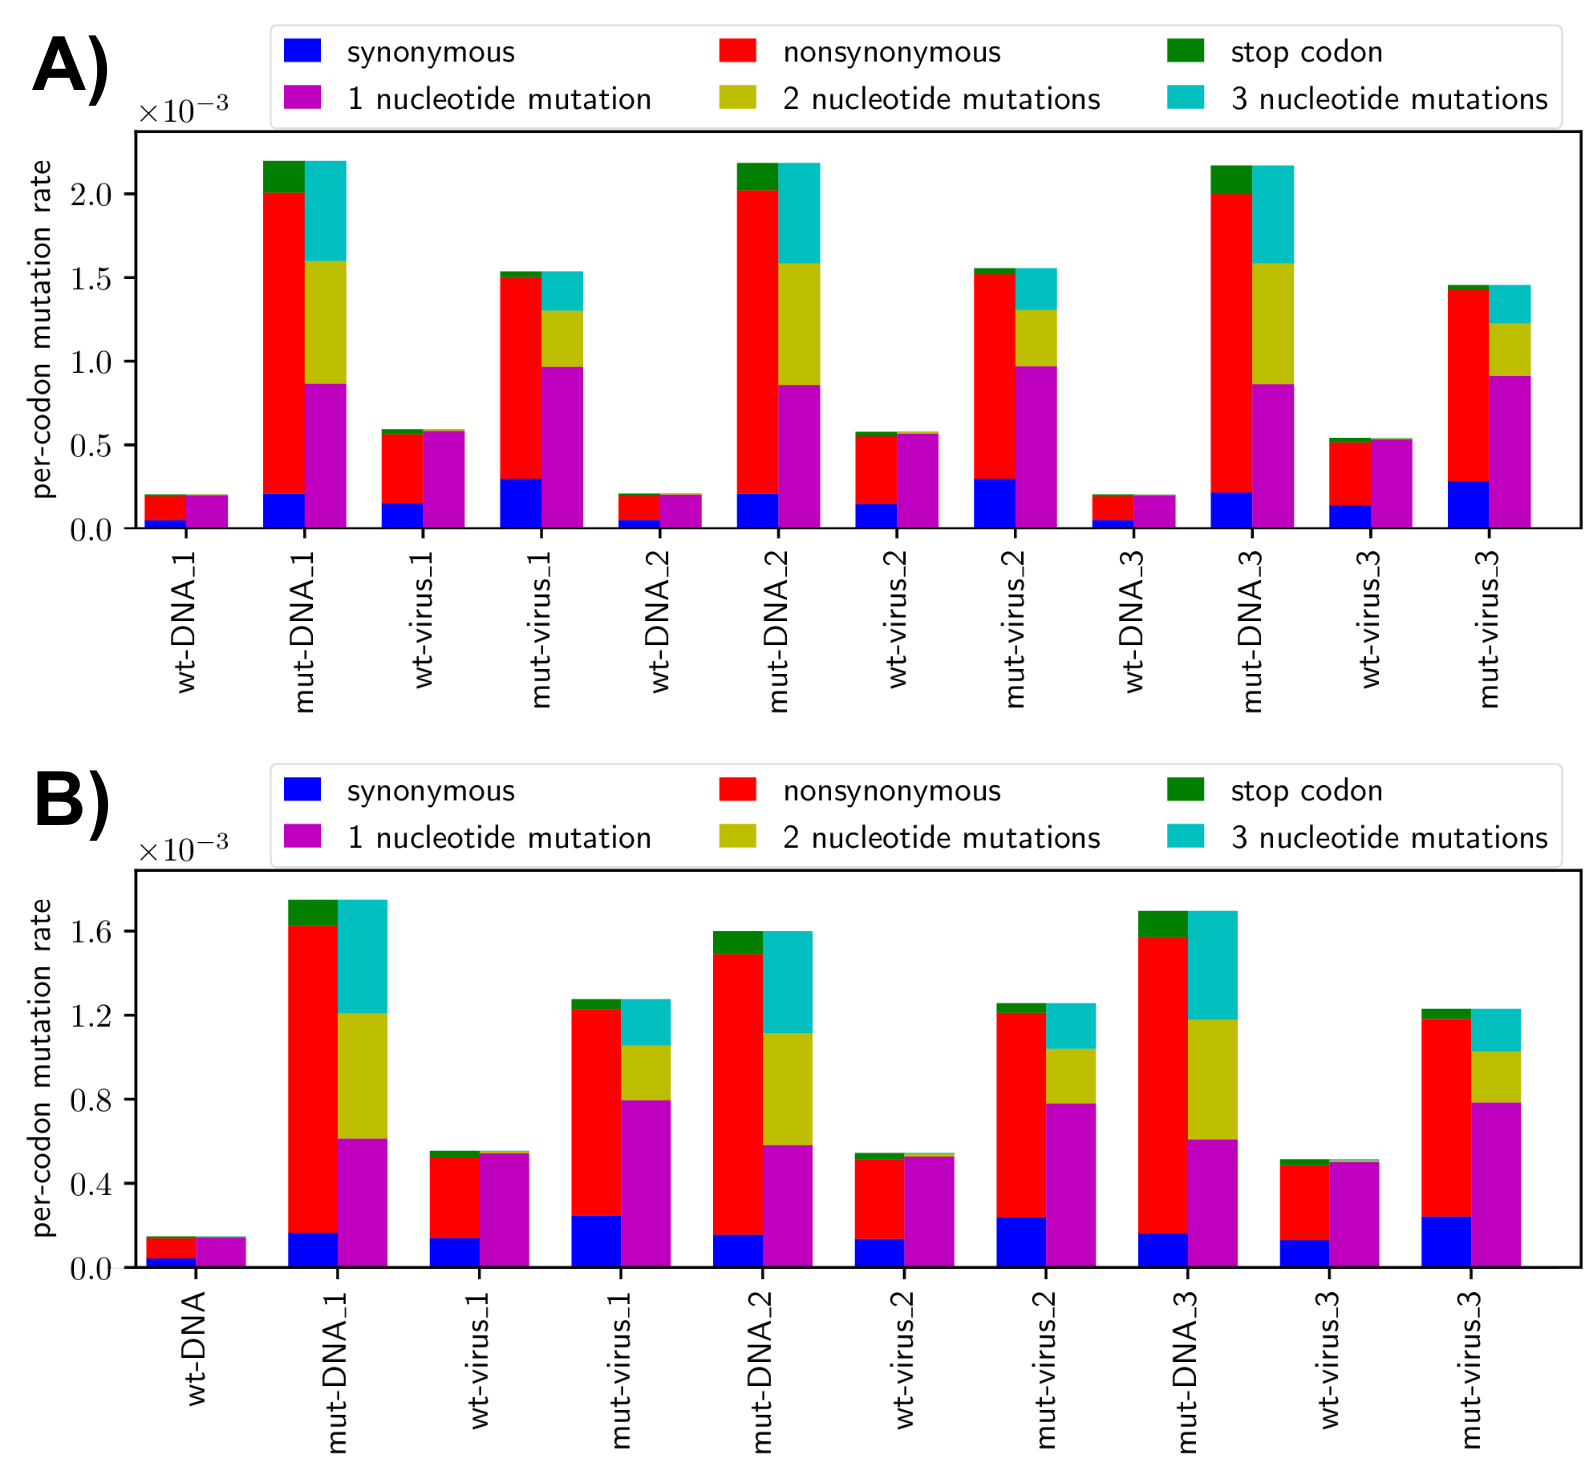 A)
synonymous nonsynonymous stop codon
1 nucleotide mutation 2 nucleotide mutations 3 nucleotide mutations
×10−3
per-codon mutation rate
2.0
1.5
1.0
0.5
0.0
wt-DNA_1 mut-DNA_1 wt-virus_1 mut-virus_1 wt-DNA_2 mut-DNA_2 wt-virus_2 mut-virus_2 wt-DNA_3 mut-DNA_3 wt-virus_3 mut-virus_3
B)
synonymous nonsynonymous stop codon
1 nucleotide mutation 2 nucleotide mutations 3 nucleotide mutations
×10−3
per-codon mutation rate
1.6
1.2
0.8
0.4
0.0
wt-DNA mut-DNA_1 wt-virus_1 mut-virus_1 mut-DNA_2 wt-virus_2 mut-virus_2 mut-DNA_3 wt-virus_3 mut-virus_3